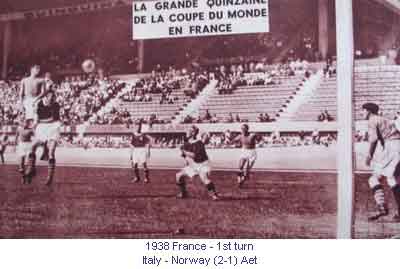 LA GRANDE QUINZAINE
DE LA COUPE DU MONDE
EN FRANCE
1938 France - 1st turn
Italy - Norway (2-1) Aet